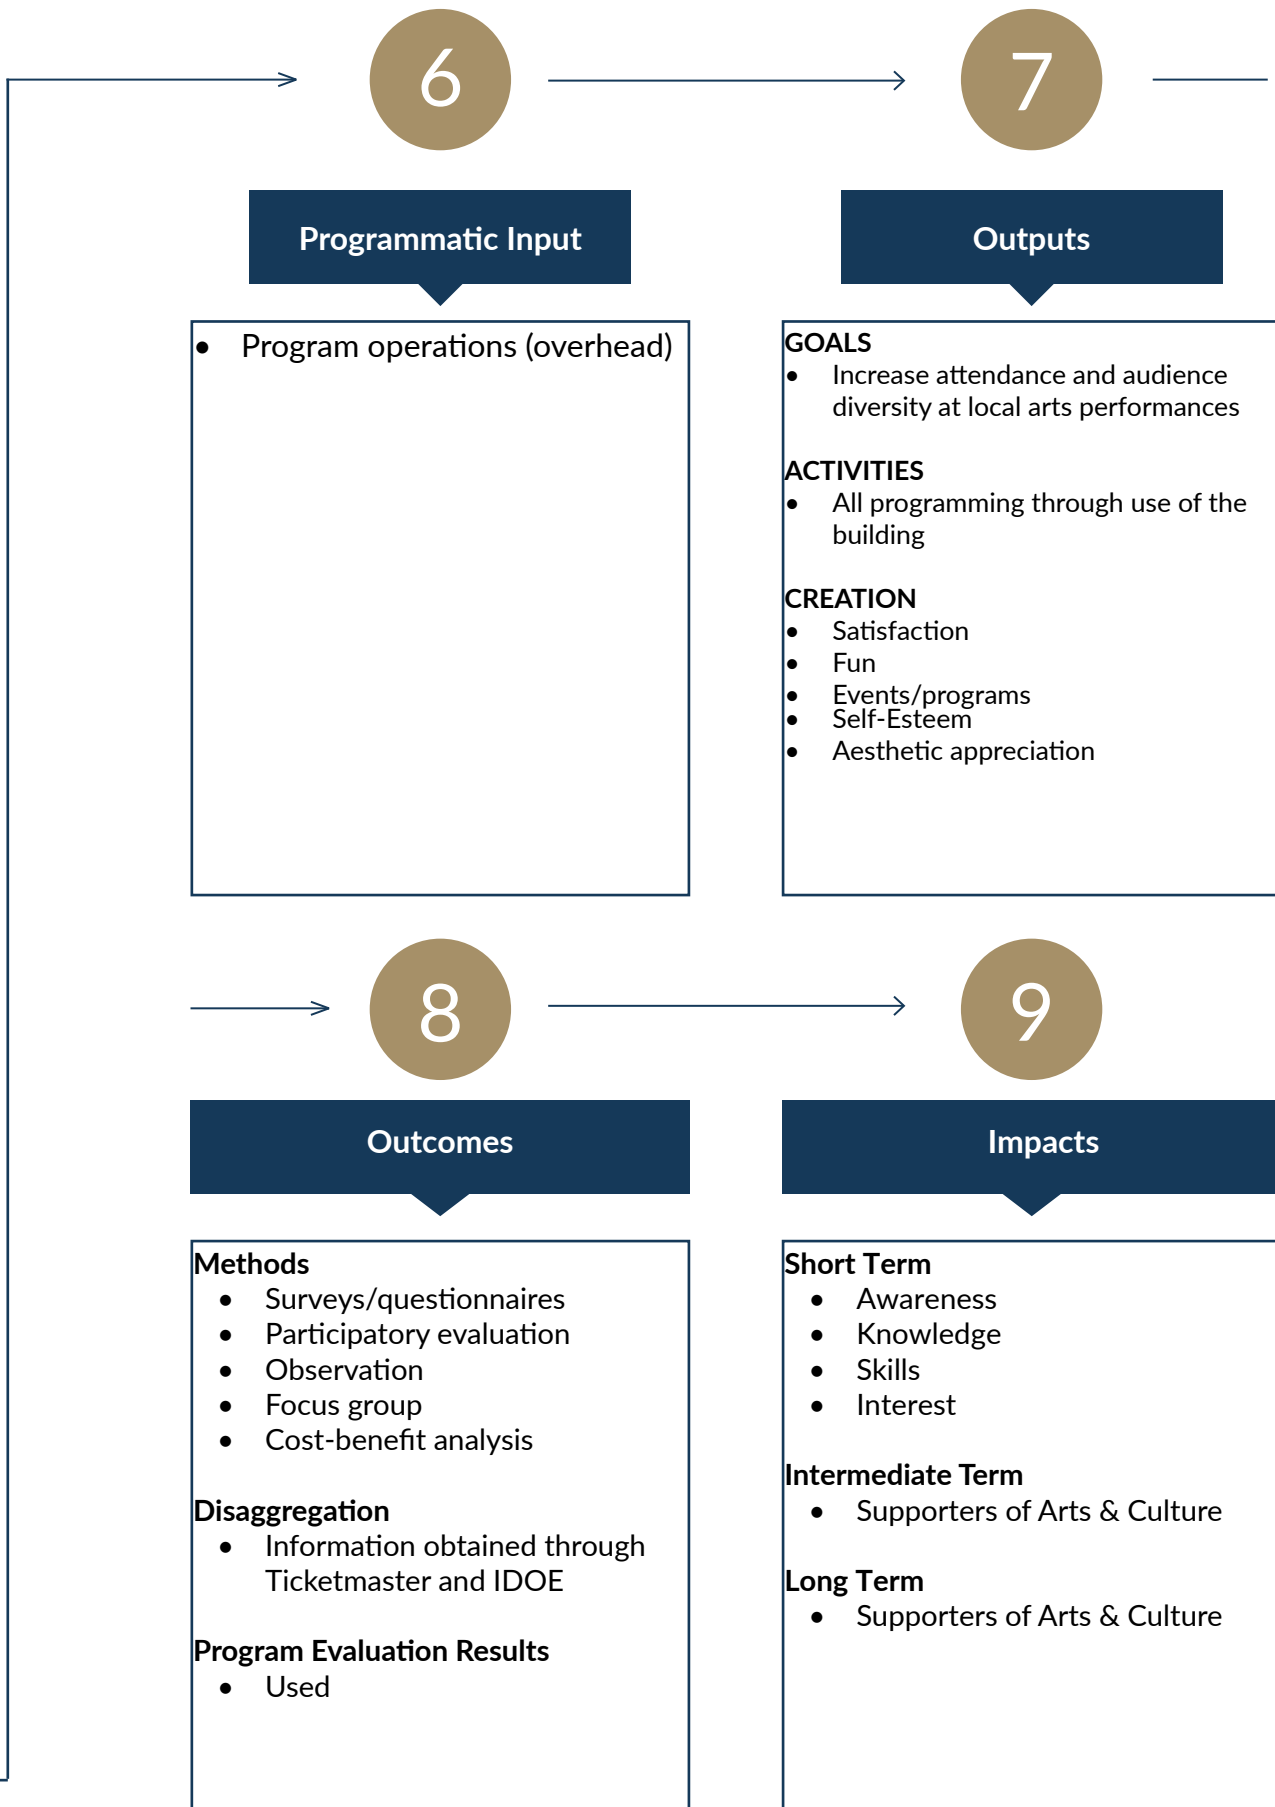 6
Programmatic Input
• Program operations (overhead)
7
Outputs
GOALS
• Increase attendance and audience
diversity at local arts performances
ACTIVITIES
• All programming through use of the
building
CREATION
• Satisfaction
• Fun
• Events/programs
• Self-Esteem
• Aesthetic appreciation
8
Outcomes
Methods
• Surveys/questionnaires
• Participatory evaluation
• Observation
• Focus group
• Cost-benefit analysis
Disaggregation
• Information obtained through
Ticketmaster and IDOE
Program Evaluation Results
• Used
9
Impacts
Short Term
• Awareness
• Knowledge
• Skills
• Interest
Intermediate Term
• Supporters of Arts & Culture
Long Term
• Supporters of Arts & Culture